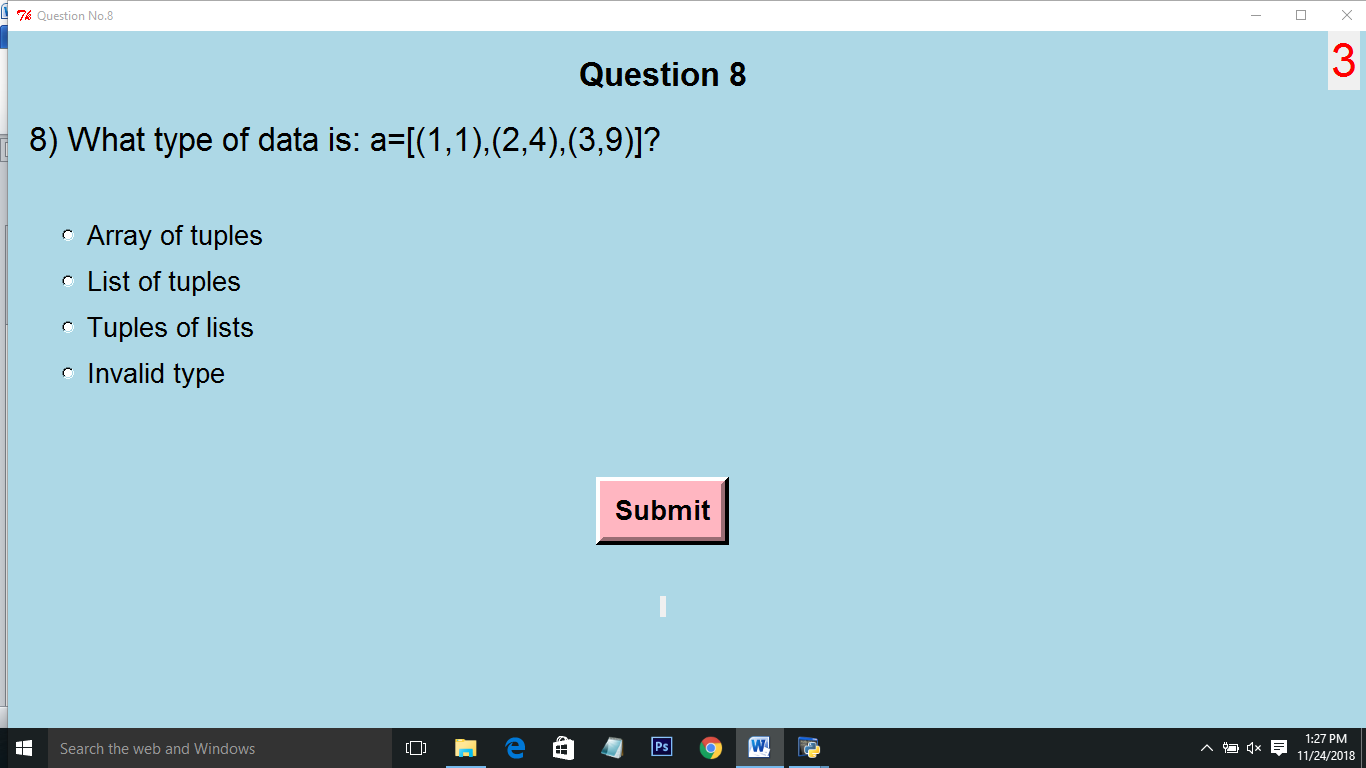 Question No.8
3
Question 8
8) What type of data is: a=[(1,1),(2,4),(3,9)]?
Array of tuples
List of tuples
Tuples of lists
Invalid type
Submit
Search the web and Windows
Ps
1:27 PM
11/24/2018